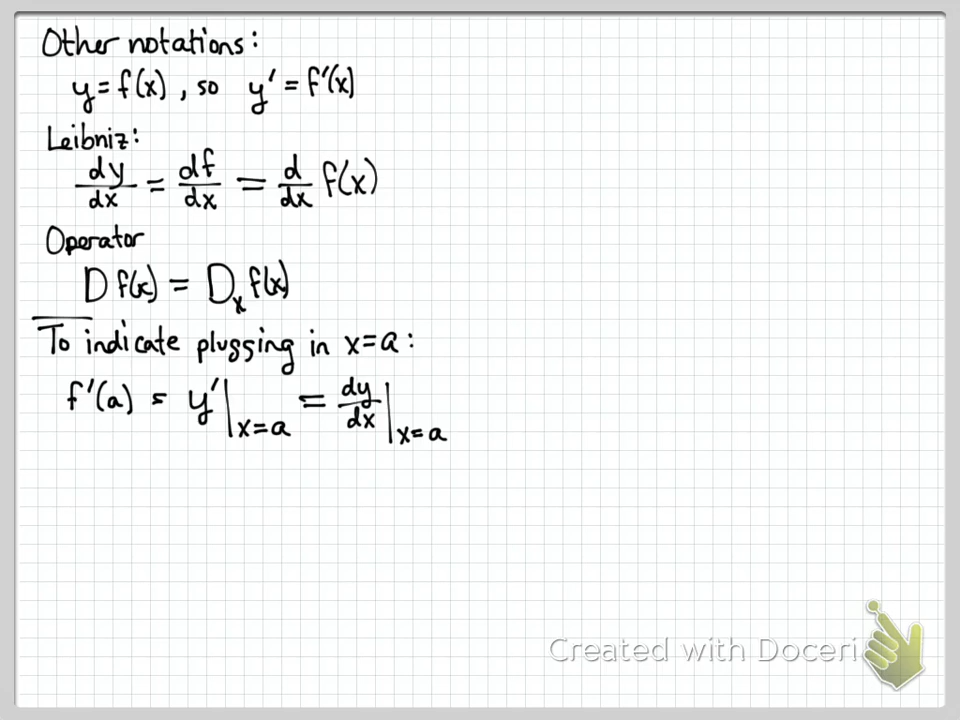 Other notations:
y = f(x), so y' = f'(x)
Leibniz:
dy/dx = df/dx = d/dx f(x)
Operator
D f(x) = Dₓ f(x)
To indicate plugging in x=a:
f'(a) = y'|x=a = dy/dx|x=a
Created with Doceri